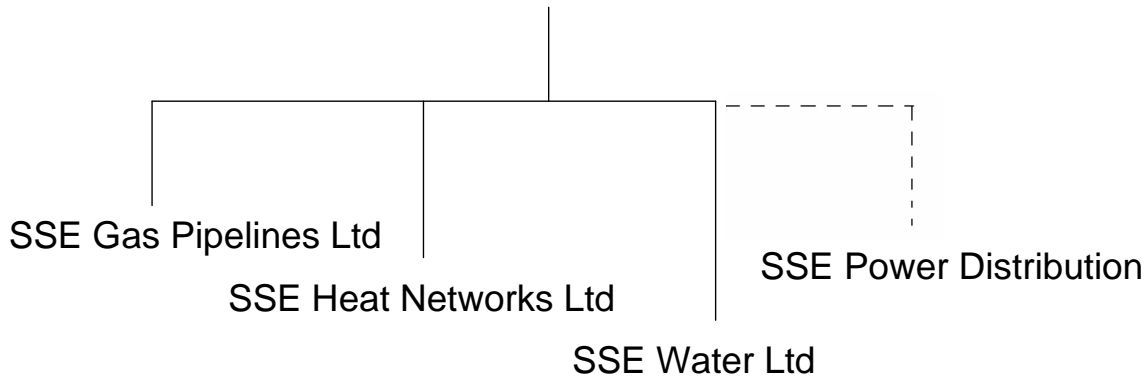 SSE Gas Pipelines Ltd
SSE Heat Networks Ltd
SSE Water Ltd
SSE Power Distribution